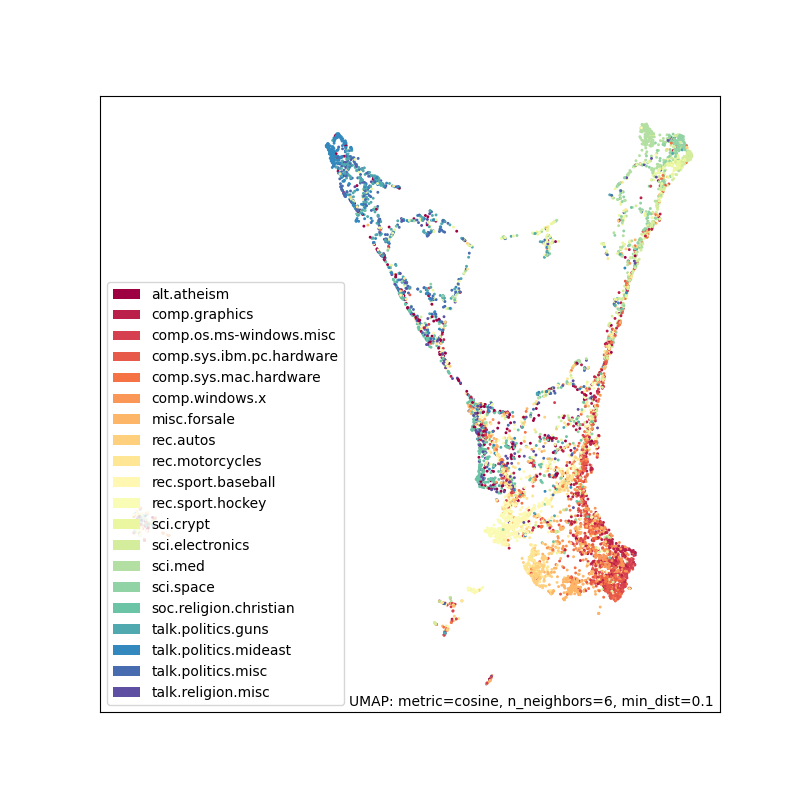 alt.atheism
comp.graphics
comp.os.ms-windows.misc
comp.sys.ibm.pc.hardware
comp.sys.mac.hardware
comp.windows.x
misc.forsale
rec.autos
rec.motorcycles
rec.sport.baseball
rec.sport.hockey
sci.crypt
sci.electronics
sci.med
sci.space
soc.religion.christian
talk.politics.guns
talk.politics.mideast
talk.politics.misc
talk.religion.misc
UMAP: metric=cosine, n_neighbors=6, min_dist=0.1